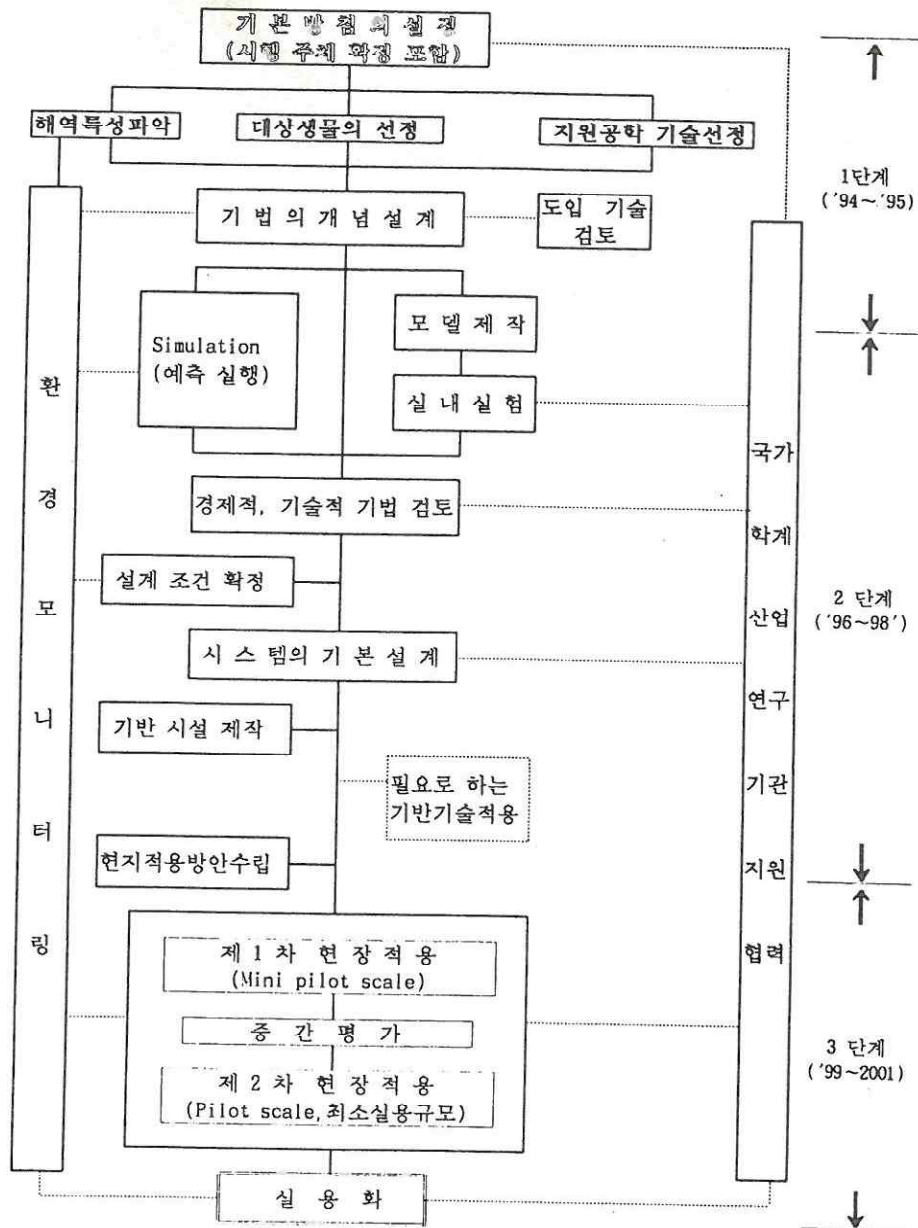 기 본 방 침 의 설 정
(시행 주체 확정 포함)
해역특성파악
대상생물의 선정
지원공학 기술선정
1단계
('94~'95)
기 법 의 개 념 설 계
도입 기술
검토
Simulation
(예측 실행)
모 델 제 작
실 내 실 험
경제적, 기술적 기법 검토
설계 조건 확정
시 스 템 의 기 본 설 계
기반 시설 제작
필요로 하는
기반기술적용
현지적용방안수립
2 단계
('96~98')
제 1 차 현 장 적 용
(Mini pilot scale)
중 간 평 가
제 2 차 현 장 적 용
(Pilot scale,최소실용규모)
3 단계
('99~2001)
실 용 화
환
경
모
니
터
링
국가
학계
산업
연구
기관
지원
협력